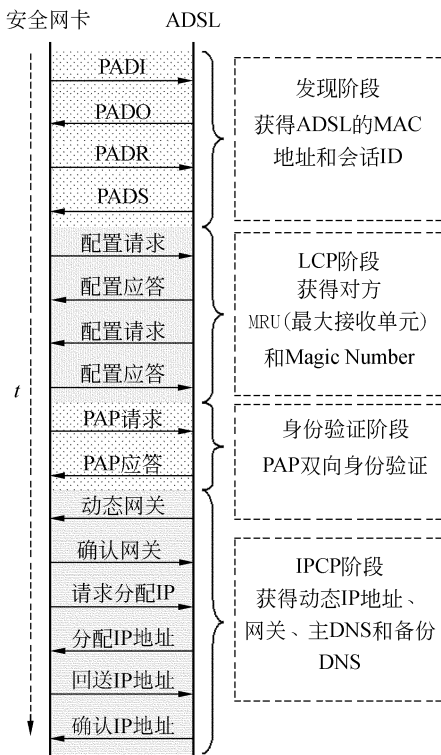 安全网卡 ADSL
PADI
PADO
PADR
PADS
发现阶段
获得ADSL的MAC
地址和会话ID
配置请求
配置应答
配置请求
配置应答
LCP阶段
获得对方
MRU(最大接收单元)
和Magic Number
t
PAP请求
PAP应答
身份验证阶段
PAP双向身份验证
动态网关
确认网关
请求分配IP
分配IP地址
回送IP地址
确认IP地址
IPCP阶段
获得动态IP地址、
网关、主DNS和备份
DNS